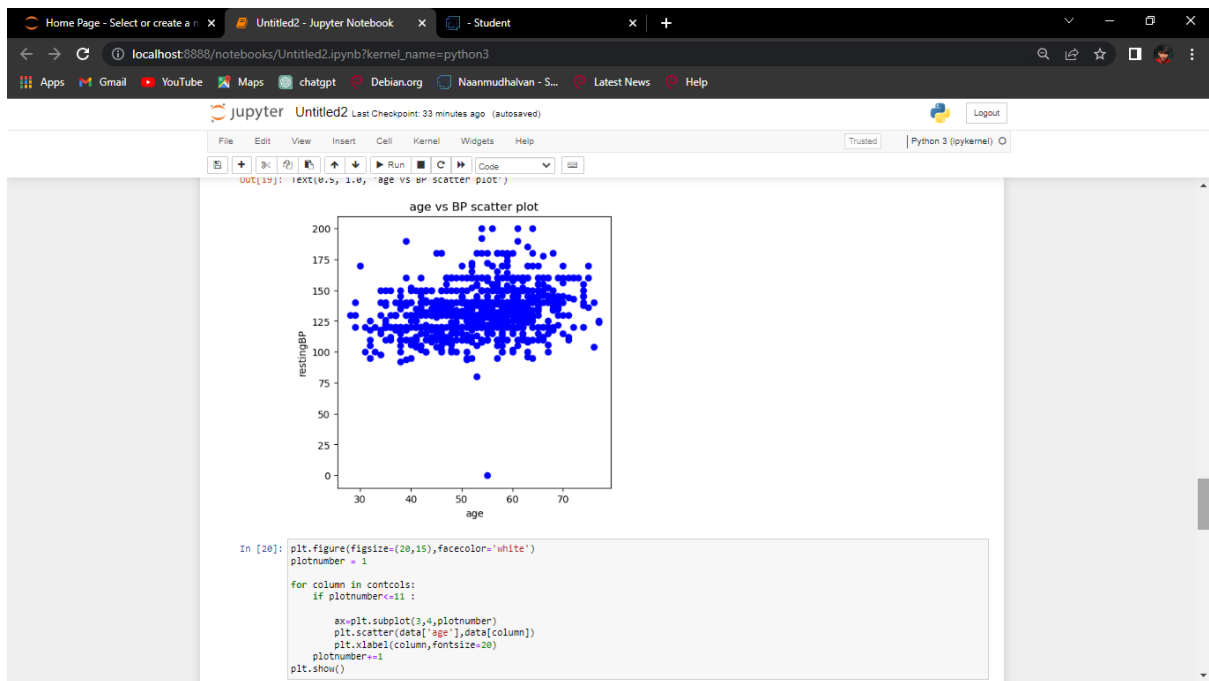 Home Page - Select or create a n
Untitled2 - Jupyter Notebook
- Student
localhost:8888/notebooks/Untitled2.ipynb?kernel_name=python3
Apps
Gmail
YouTube
Maps
chatgpt
Debian.org
Naanmudhalvan - S...
Latest News
Help
jupyter Untitled2 Last Checkpoint: 33 minutes ago (autosaved)
Logout
File Edit View Insert Cell Kernel Widgets Help
Trusted
Python 3 (ipykernel)
Run
Code
Out[19]: Text(0.5, 1.0, 'age vs BP scatter plot')
age vs BP scatter plot
200
175
150
125
100
75
50
25
0
restingBP
30 40 50 60 70
age
In [20]: plt.figure(figsize=(20,15),facecolor='white')
plotnumber = 1
for column in contcols:
if plotnumber<=11 :
ax=plt.subplot(3,4,plotnumber)
plt.scatter(data['age'],data[column])
plt.xlabel(column,fontsize=20)
plotnumber+=1
plt.show()